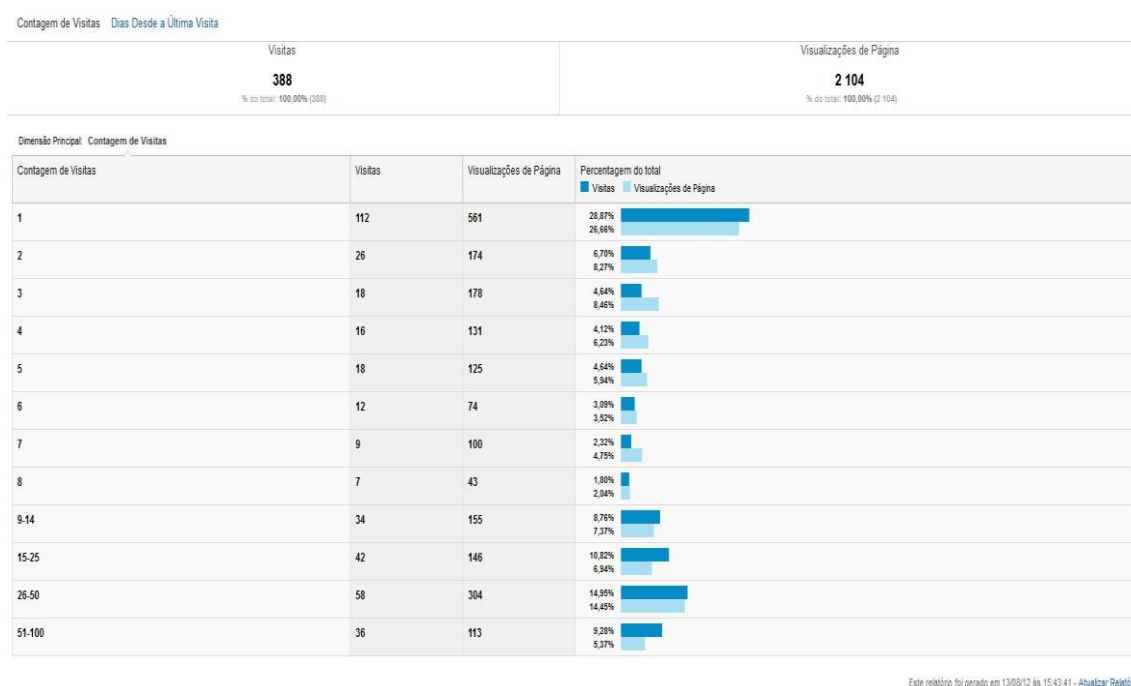 Contagem de Visitas Dias Desde a Última Visita
Visitas Visualizações de Página
388 2 104
% do total: 100,00% (388) % do total: 100,00% (2 104)
Dimensão Principal: Contagem de Visitas
Contagem de Visitas Visitas Visualizações de Página Percentagem do total
Visitas Visualizações de Página
1 112 561 28,87%
26,66%
2 26 174 6,70%
8,27%
3 18 178 4,64%
8,46%
4 16 131 4,12%
6,23%
5 18 125 4,64%
5,94%
6 12 74 3,09%
3,52%
7 9 100 2,32%
4,75%
8 7 43 1,80%
2,04%
9-14 34 155 8,76%
7,37%
15-25 42 146 10,82%
6,94%
26-50 58 304 14,95%
14,45%
51-100 36 113 9,28%
5,37%
Este relatório foi gerado em 13/08/12 às 15:43:41 - Atualizar Relató